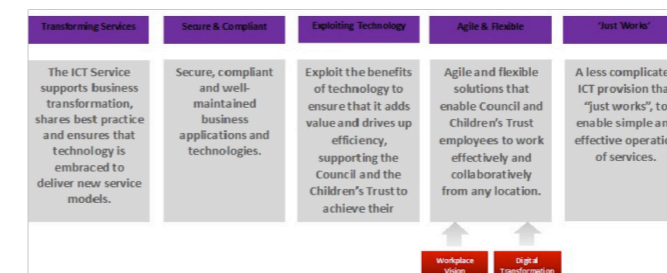 Transforming Services
The ICT Service
supports business
transformation,
shares best practice
and ensures that
technology is
embraced to
deliver new service
models.
Secure & Compliant
Secure, compliant
and well-
maintained
business
applications and
technologies.
Exploiting Technology
Exploit the benefits
of technology to
ensure that it adds
value and drives up
efficiency,
supporting the
Council and the
Children's Trust to
achieve their
Agile & Flexible
Agile and flexible
solutions that
enable Council and
Children's Trust
employees to work
effectively and
collaboratively
from any location.
'Just Works'
A less complicate
ICT provision tha
"just works", to
enable simple an
effective operatio
of services.
Workplace
Vision
Digital
Transformation